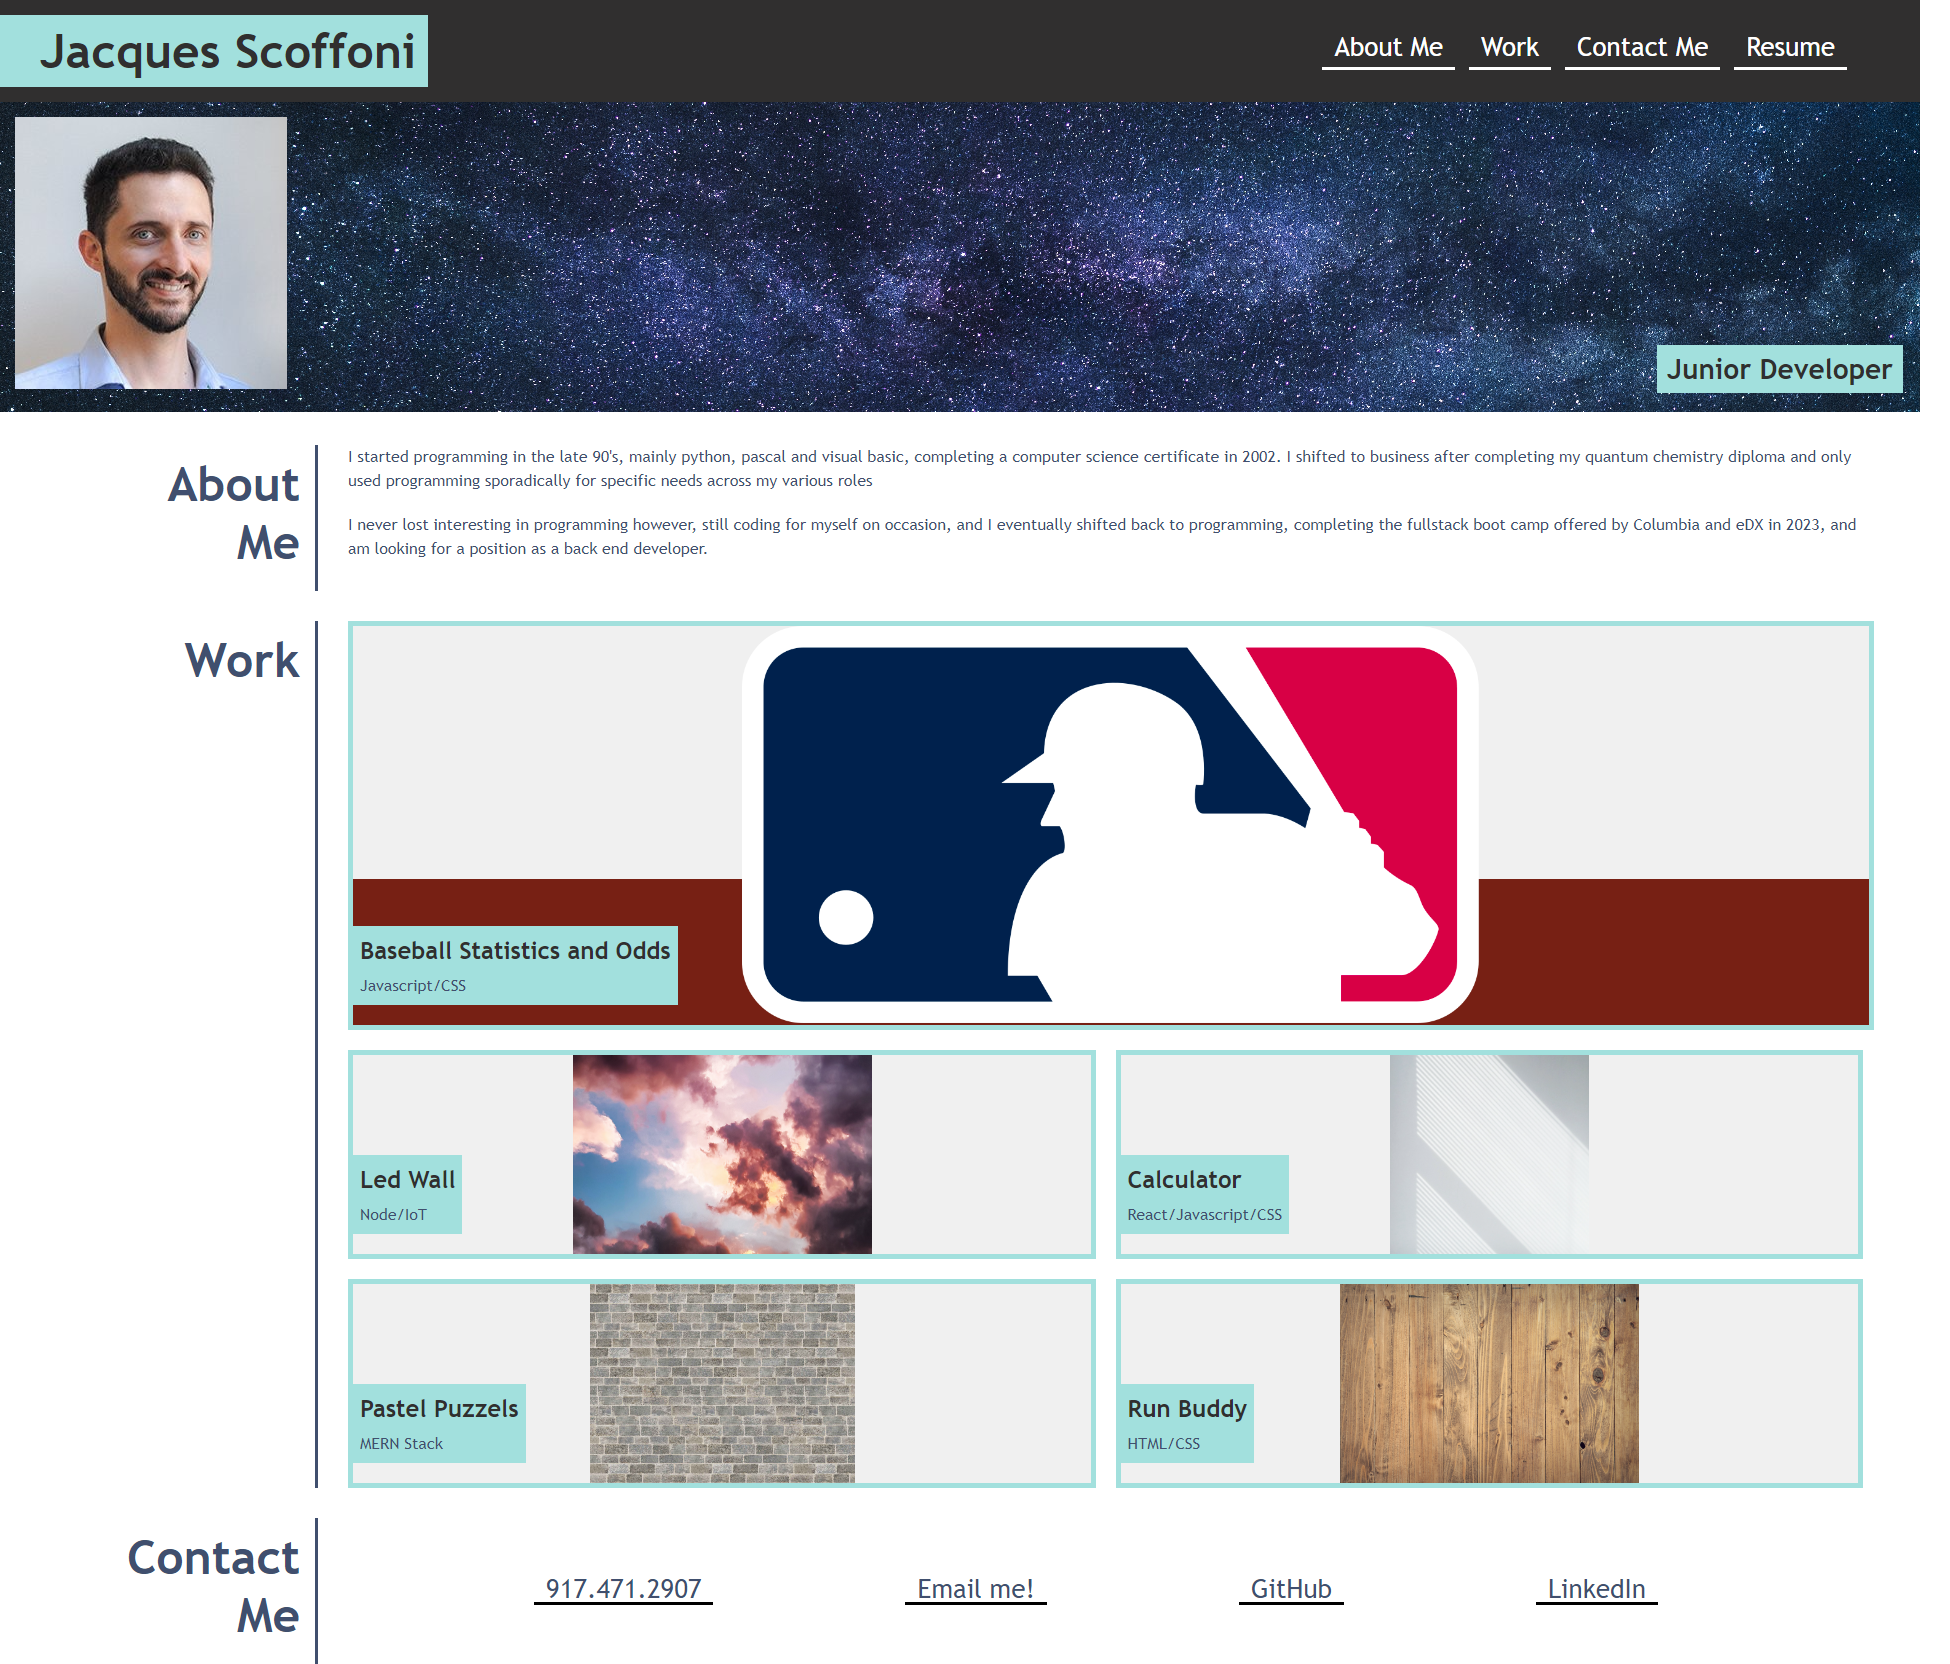 Jacques Scoffoni
About Me Work Contact Me Resume
Junior Developer
About
Me
I started programming in the late 90's, mainly python, pascal and visual basic, completing a computer science certificate in 2002. I shifted to business after completing my quantum chemistry diploma and only
used programming sporadically for specific needs across my various roles
I never lost interesting in programming however, still coding for myself on occasion, and I eventually shifted back to programming, completing the fullstack boot camp offered by Columbia and eDX in 2023, and
am looking for a position as a back end developer.
Work
Baseball Statistics and Odds
Javascript/CSS
Led Wall
Node/IoT
Calculator
React/Javascript/CSS
Pastel Puzzels
MERN Stack
Run Buddy
HTML/CSS
Contact
Me
917.471.2907 Email me! GitHub LinkedIn